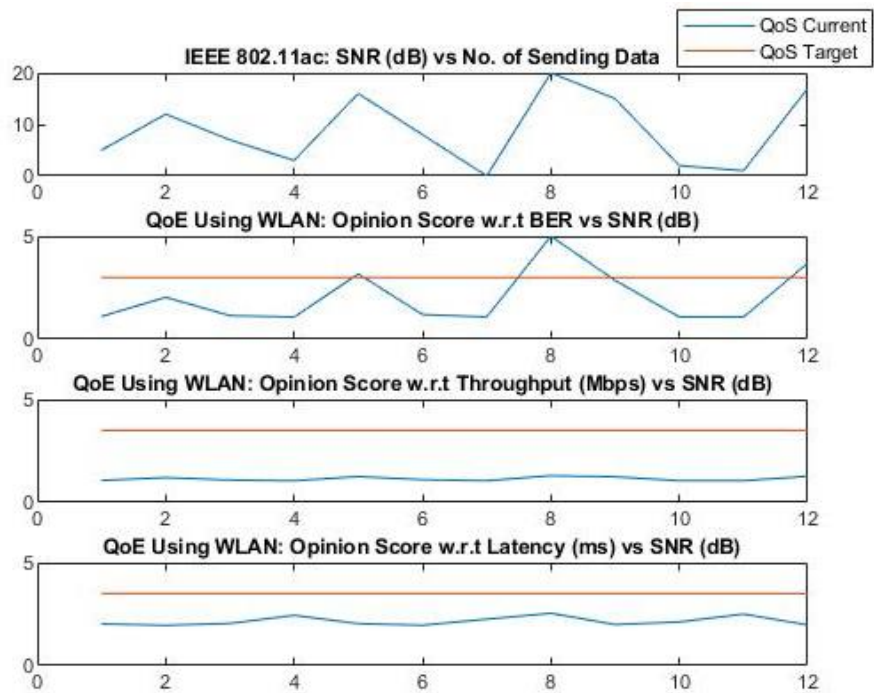 QoS Current
QoS Target
IEEE 802.11ac: SNR (dB) vs No. of Sending Data
20
10
0
0 2 4 6 8 10 12
QoE Using WLAN: Opinion Score w.r.t BER vs SNR (dB)
5
0
0 2 4 6 8 10 12
QoE Using WLAN: Opinion Score w.r.t Throughput (Mbps) vs SNR (dB)
5
0
0 2 4 6 8 10 12
QoE Using WLAN: Opinion Score w.r.t Latency (ms) vs SNR (dB)
5
0
0 2 4 6 8 10 12